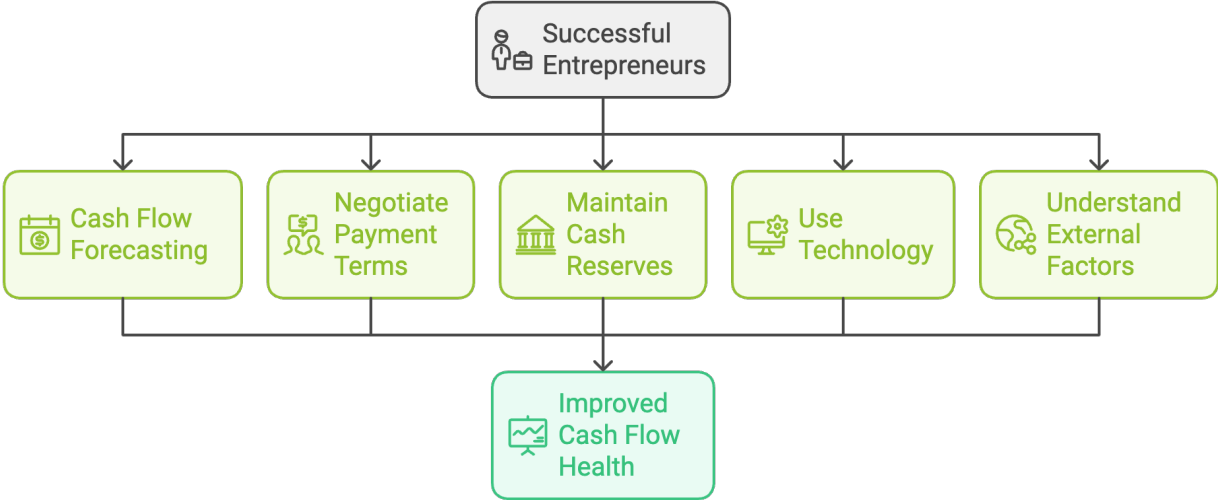 Successful
Entrepreneurs
Cash Flow
Forecasting
Negotiate
Payment
Terms
Maintain
Cash
Reserves
Use
Technology
Understand
External
Factors
Improved
Cash Flow
Health